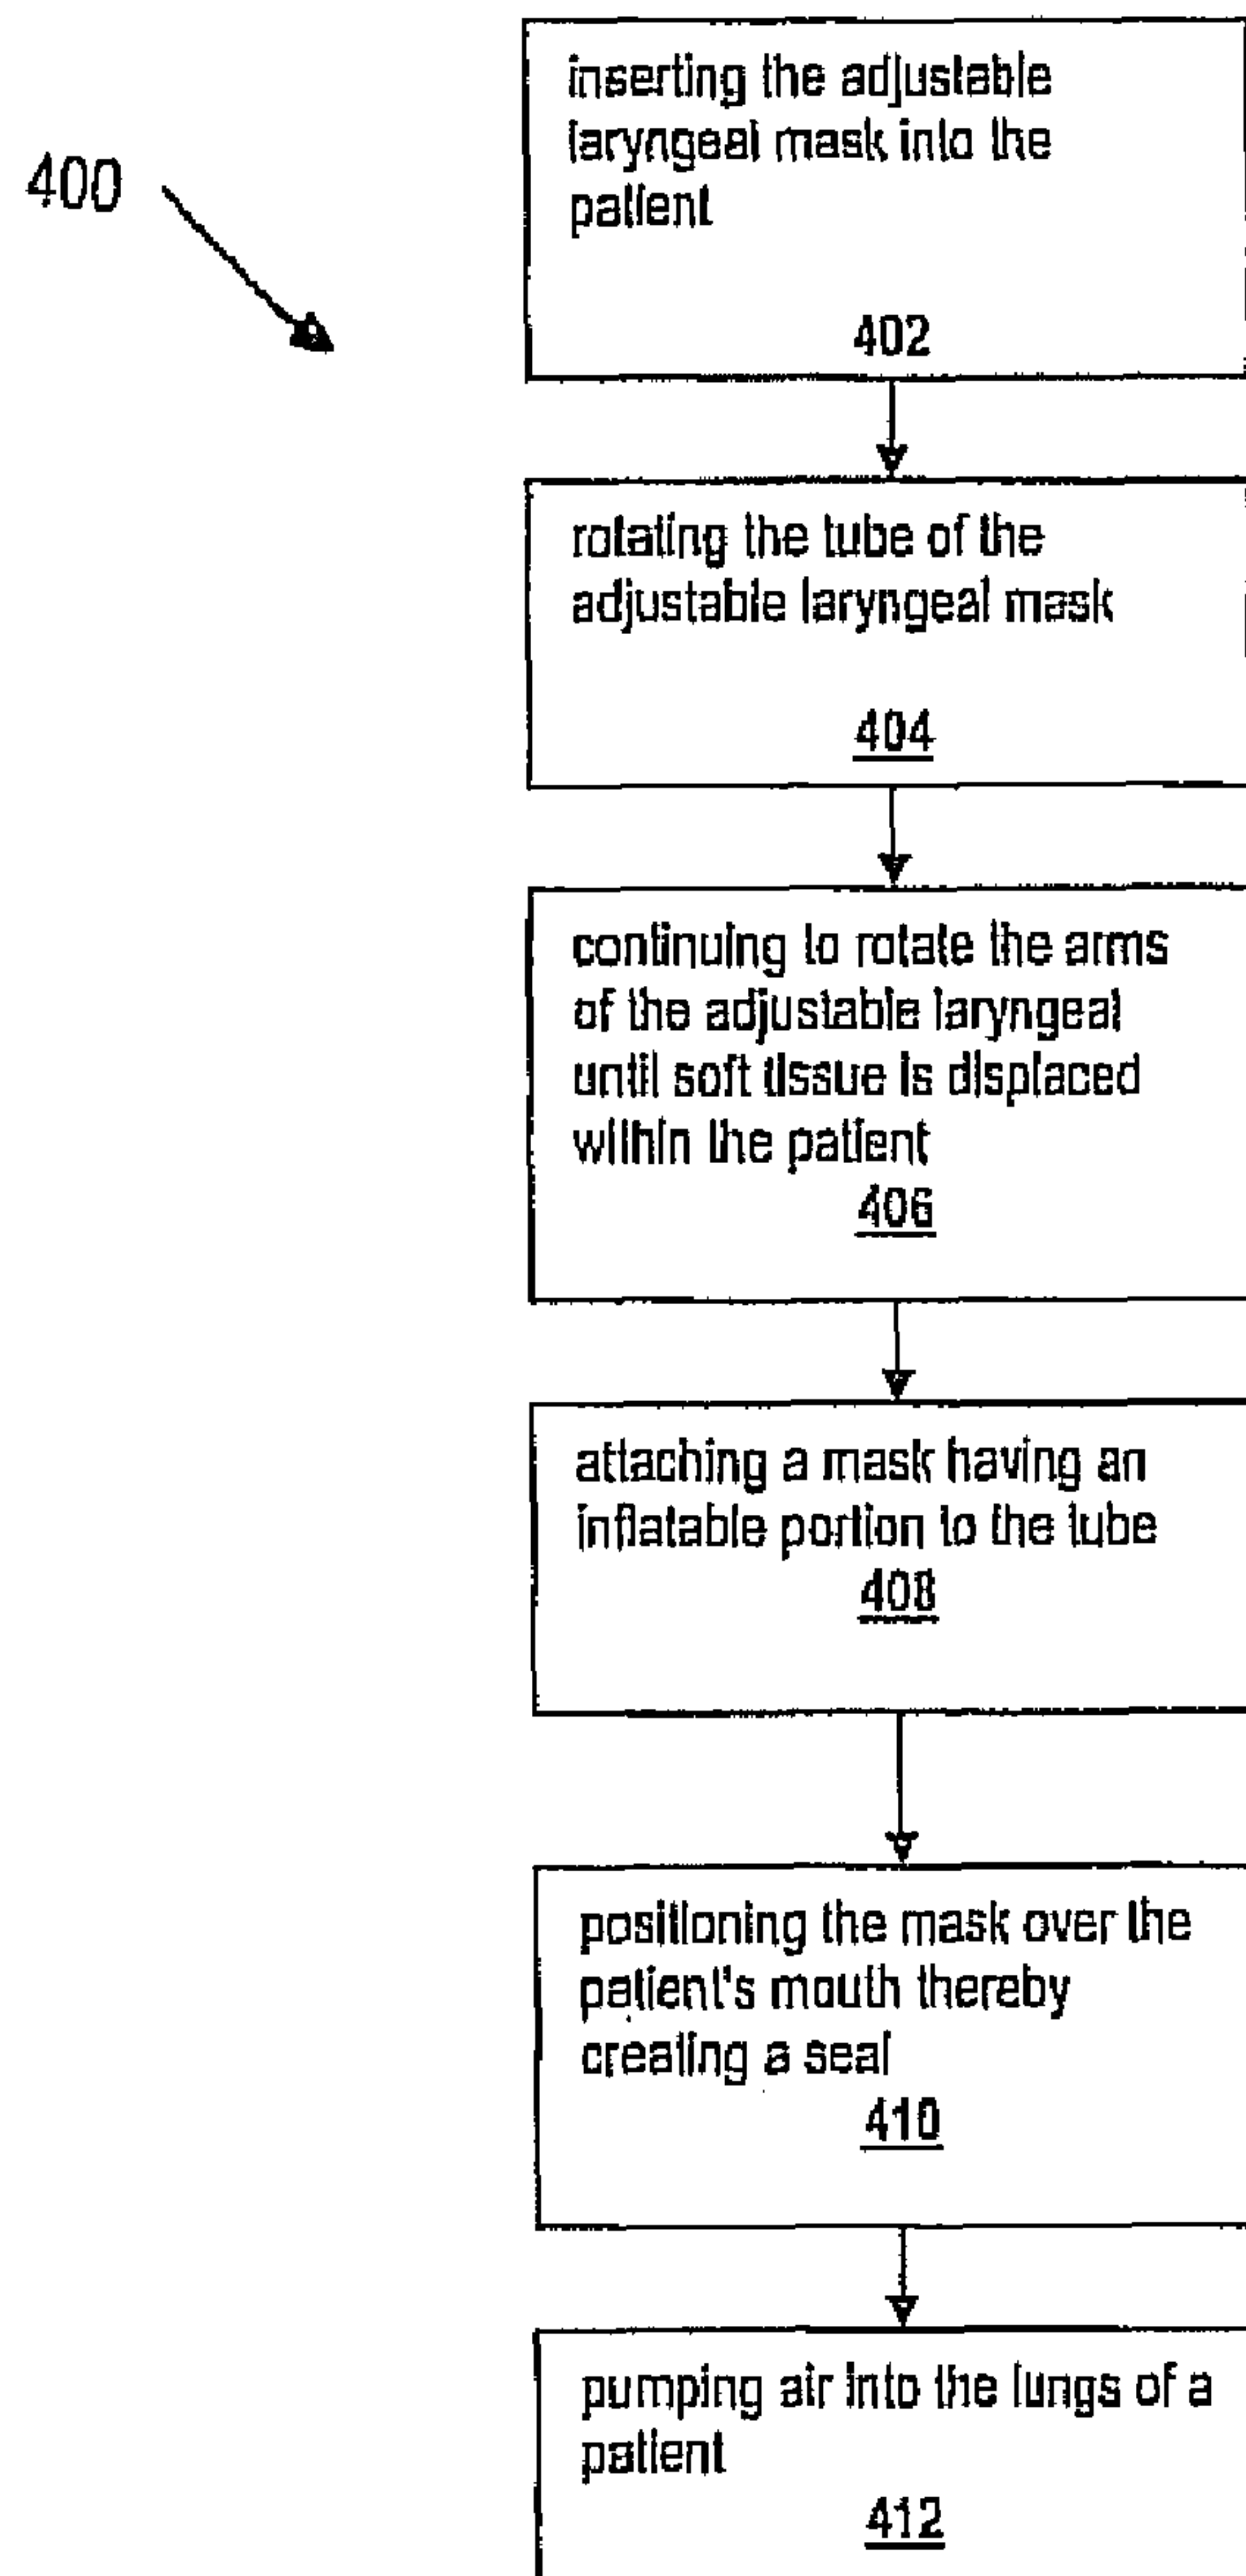 400
inserting the adjustable
laryngeal mask into the
patient
402
rotating the tube of the
adjustable laryngeal mask
404
continuing to rotate the arms
of the adjustable laryngeal
until soft tissue is displaced
within the patient
406
attaching a mask having an
inflatable portion to the tube
408
positioning the mask over the
patient's mouth thereby
creating a seal
410
pumping air into the lungs of a
patient
412